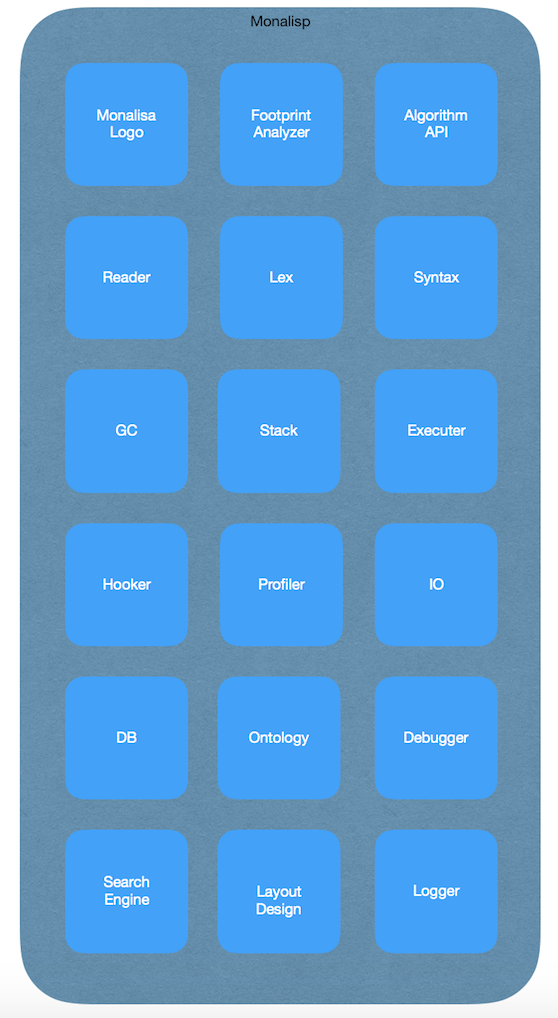 Monalisp
Monalisa
Logo
Footprint
Analyzer
Algorithm
API
Reader
Lex
Syntax
GC
Stack
Executer
Hooker
Profiler
IO
DB
Ontology
Debugger
Search
Engine
Layout
Design
Logger